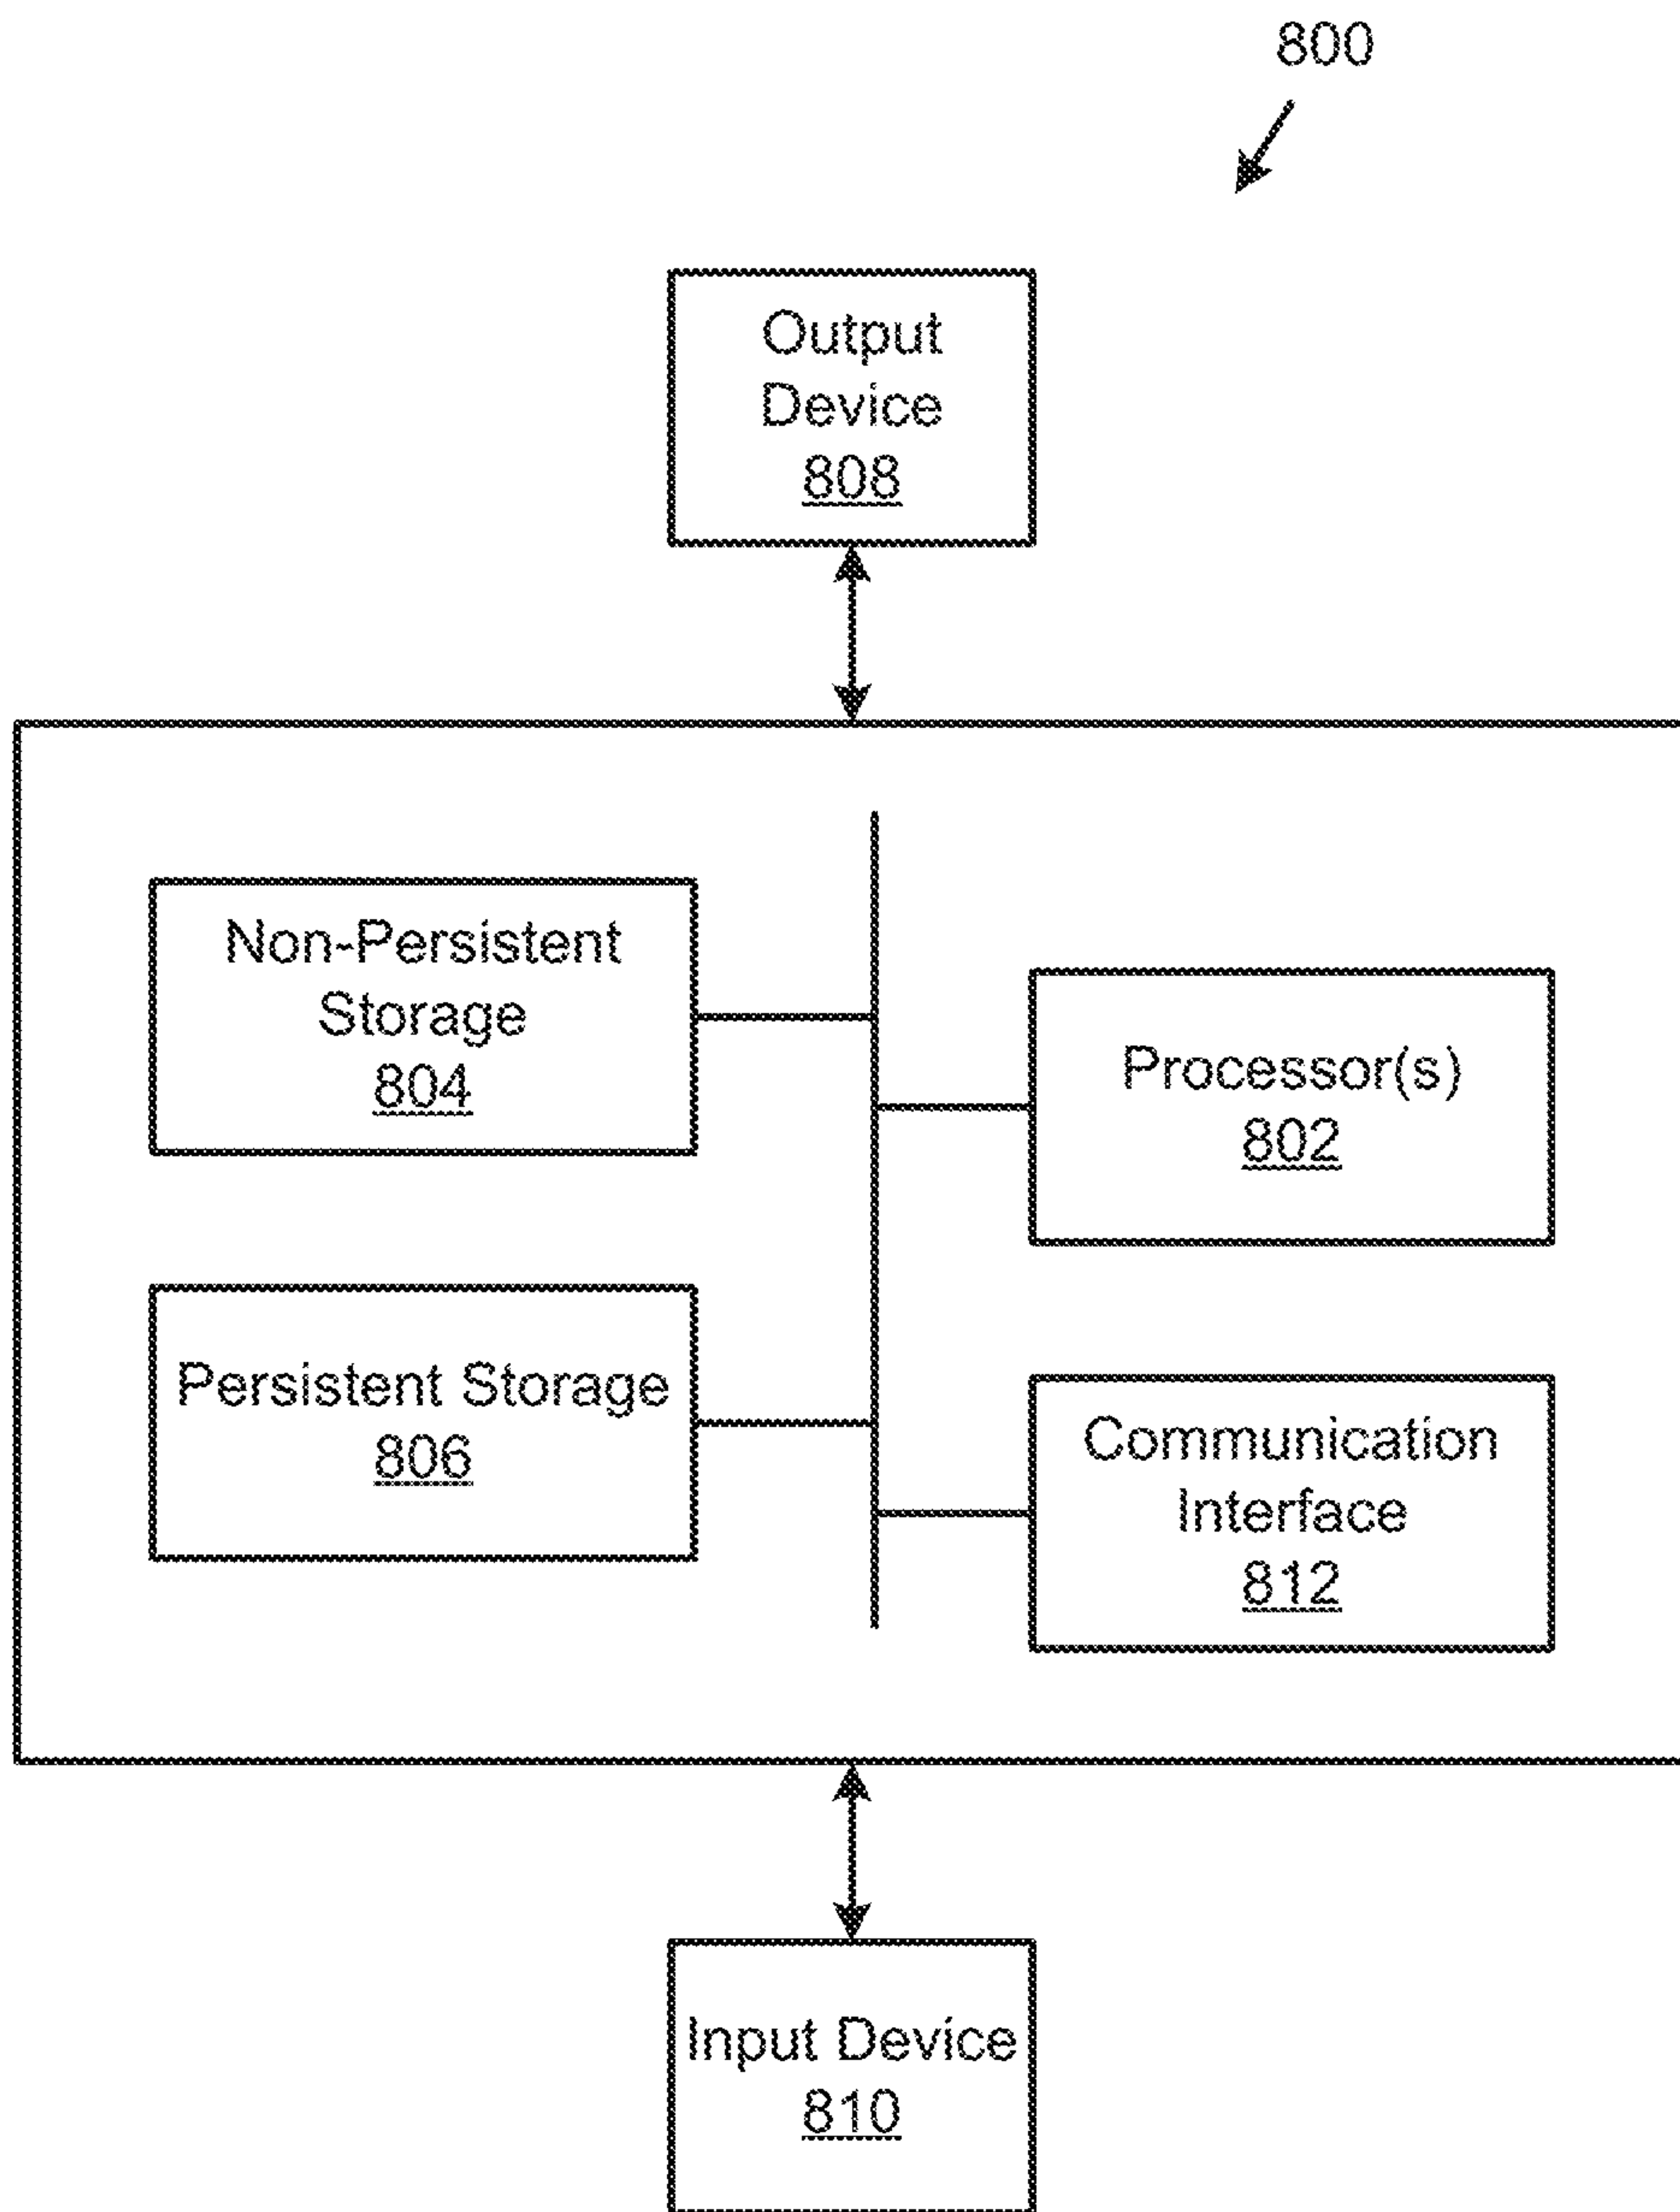 800
Output
Device
808
Non-Persistent
Storage
804
Processor(s)
802
Persistent Storage
806
Communication
Interface
812
Input Device
810